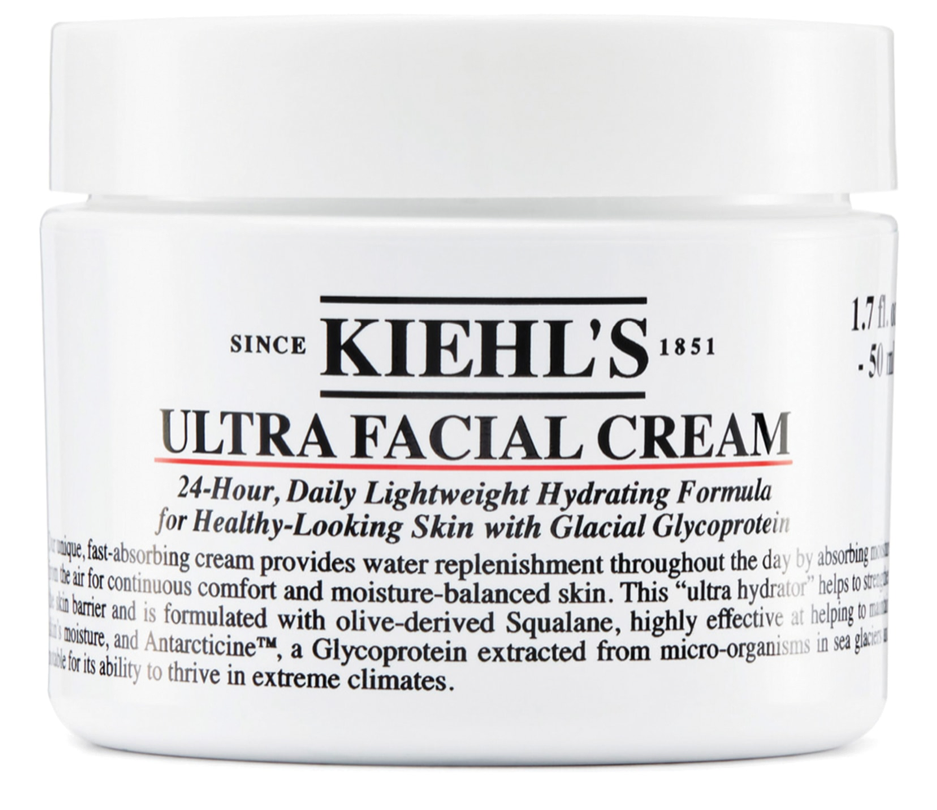 SINCE KIEHL'S 1851
ULTRA FACIAL CREAM
24-Hour, Daily Lightweight Hydrating Formula
for Healthy-Looking Skin with Glacial Glycoprotein
1.7 fl.
- 50
unique, fast-absorbing cream provides water replenishment throughout the day by absorbing
the air for continuous comfort and moisture-balanced skin. This “ultra hydrator” helps to
skin barrier and is formulated with olive-derived Squalane, highly effective at helping to
moisture, and Antarcticine™, a Glycoprotein extracted from micro-organisms in sea
for its ability to thrive in extreme climates.